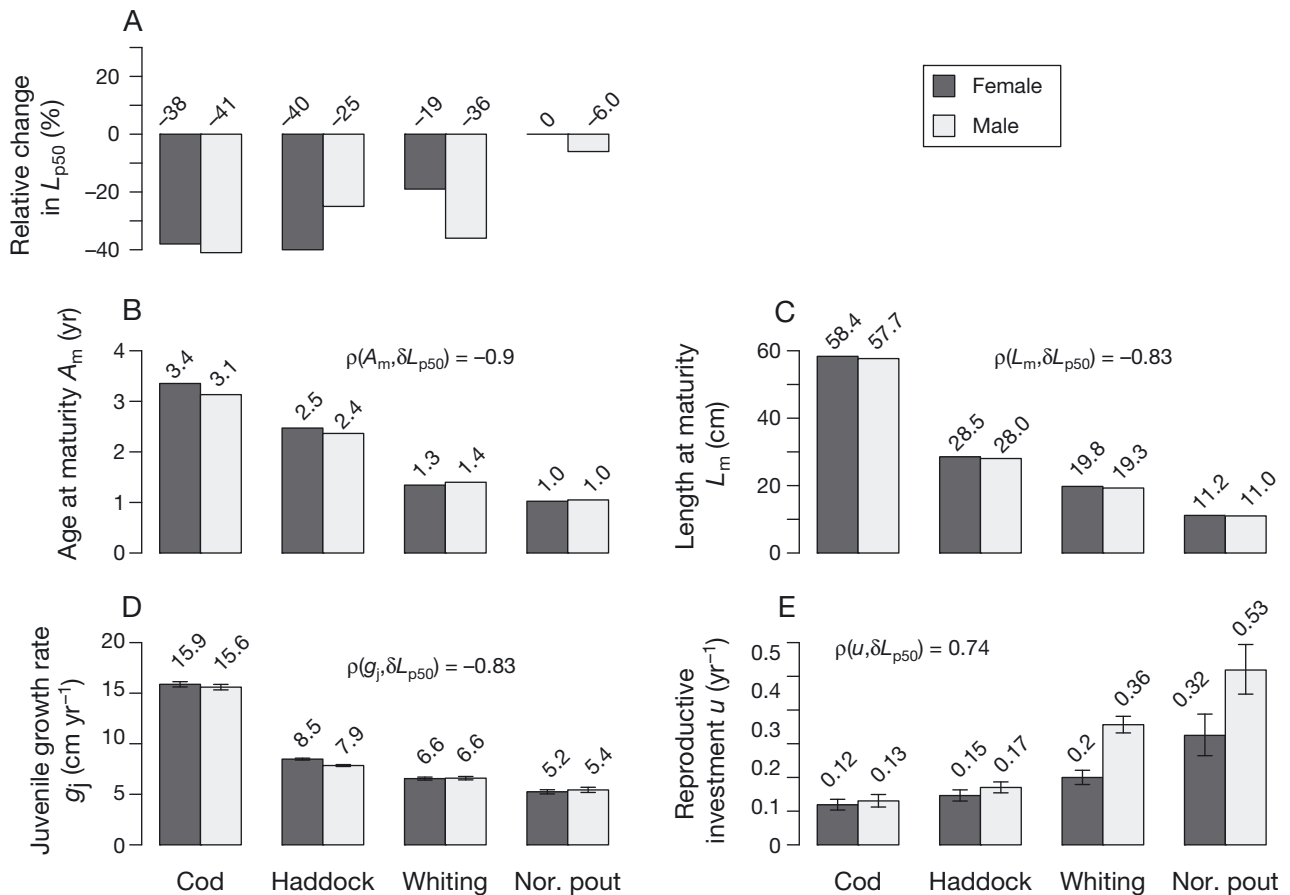 A
Relative change
in Lp50 (%)
20
0
−20
−40
−38
−41
−40
−25
−19
−36
0
−6.0
Female
Male
B
Age at maturity Am (yr)
4
3
2
1
0
ρ(Am,δLp50) = −0.9
3.4
3.1
2.5
2.4
1.3
1.4
1.0
1.0
C
Length at maturity
Lm (cm)
60
40
20
0
ρ(Lm,δLp50) = −0.83
58.4
57.7
28.5
28.0
19.8
19.3
11.2
11.0
D
Juvenile growth rate
gj (cm yr−1)
20
15
10
5
0
ρ(gj,δLp50) = −0.83
15.9
15.6
8.5
7.9
6.6
6.6
5.2
5.4
Cod
Haddock
Whiting
Nor. pout
E
Reproductive
investment u (yr−1)
0.5
0.4
0.3
0.2
0.1
0
ρ(u,δLp50) = 0.74
0.12
0.13
0.15
0.17
0.2
0.36
0.32
0.53
Cod
Haddock
Whiting
Nor. pout